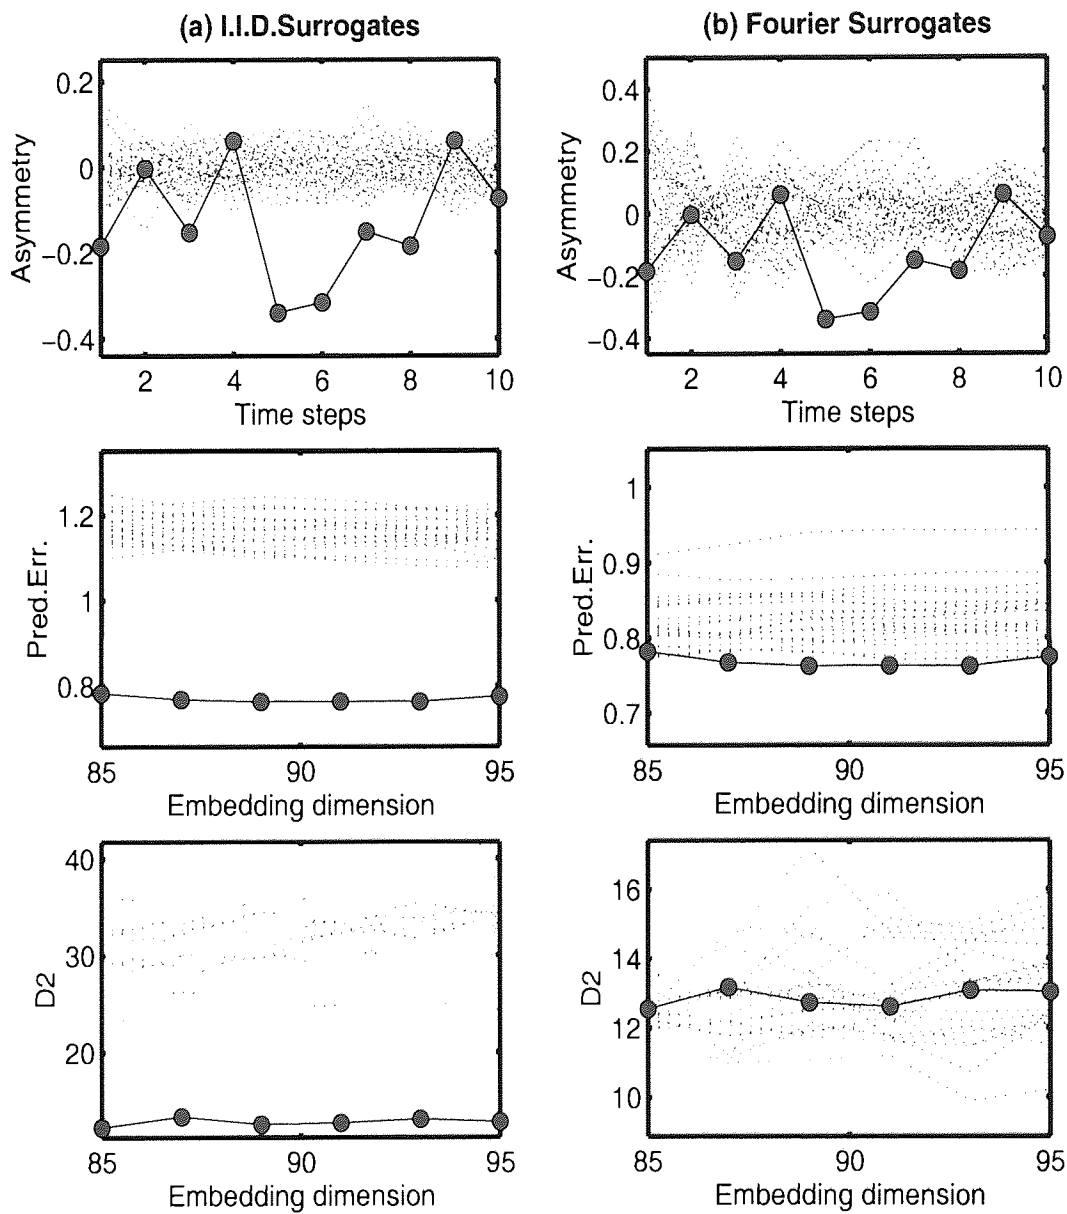 (a) I.I.D.Surrogates
Asymmetry
0.2
0
−0.2
−0.4
2 4 6 8 10
Time steps
(b) Fourier Surrogates
Asymmetry
0.4
0.2
0
−0.2
−0.4
2 4 6 8 10
Time steps
Pred.Err.
1.2
1
0.8
85 90 95
Embedding dimension
Pred.Err.
1
0.9
0.8
0.7
85 90 95
Embedding dimension
D2
40
30
20
85 90 95
Embedding dimension
D2
16
14
12
10
85 90 95
Embedding dimension